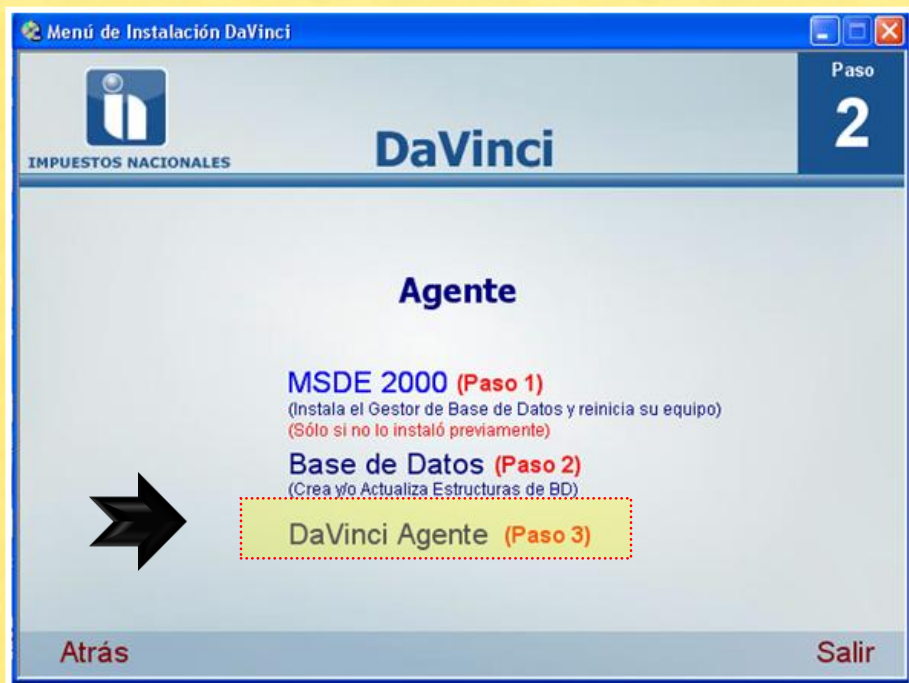 Menú de Instalación DaVinci
Paso
2
IMPUESTOS NACIONALES
DaVinci
Agente
MSDE 2000 (Paso 1)
(Instala el Gestor de Base de Datos y reinicia su equipo)
(Sólo si no lo instaló previamente)
Base de Datos (Paso 2)
(Crea y/o Actualiza Estructuras de BD)
DaVinci Agente (Paso 3)
Atrás
Salir